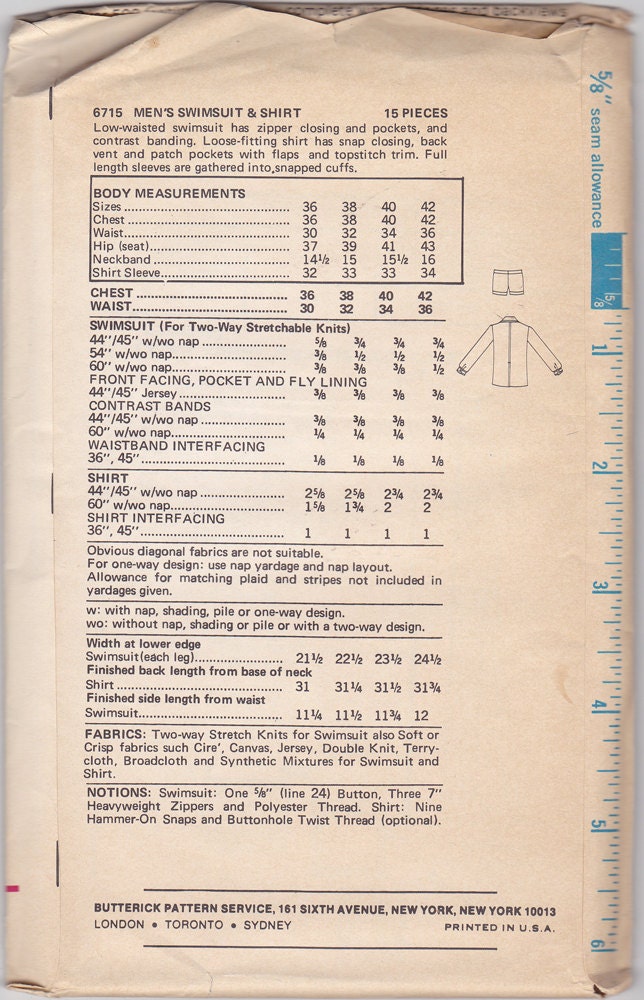 6715 MEN'S SWIMSUIT & SHIRT 15 PIECES
Low-waisted swimsuit has zipper closing and pockets, and
contrast banding. Loose-fitting shirt has snap closing, back
vent and patch pockets with flaps and topstitch trim. Full
length sleeves are gathered into,snapped cuffs.
BODY MEASUREMENTS
Sizes 36 38 40 42
Chest 36 38 40 42
Waist 30 32 34 36
Hip (seat) 37 39 41 43
Neckband 14½ 15 15½ 16
Shirt Sleeve 32 33 33 34
CHEST 36 38 40 42
WAIST 30 32 34 36
SWIMSUIT (For Two-Way Stretchable Knits)
44"/45" w/wo nap ⅝ ¾ ¾ ¾
54" w/wo nap ⅜ ½ ½ ½
60" w/wo nap ⅜ ⅜ ⅜ ½
FRONT FACING, POCKET AND FLY LINING
44"/45" Jersey ⅜ ⅜ ⅜ ⅜
CONTRAST BANDS
44"/45" w/wo nap ⅜ ⅜ ⅜ ⅜
60" w/wo nap ¼ ¼ ¼ ¼
WAISTBAND INTERFACING
36", 45" ⅛ ⅛ ⅛ ⅛
SHIRT
44"/45" w/wo nap 2⅝ 2⅝ 2¾ 2¾
60" w/wo nap 1⅝ 1¾ 2 2
SHIRT INTERFACING
36", 45" 1 1 1 1
Obvious diagonal fabrics are not suitable.
For one-way design: use nap yardage and nap layout.
Allowance for matching plaid and stripes not included in
yardages given.
w: with nap, shading, pile or one-way design.
wo: without nap, shading or pile or with a two-way design.
Width at lower edge
Swimsuit(each leg) 21½ 22½ 23½ 24½
Finished back length from base of neck
Shirt 31 31¼ 31½ 31¾
Finished side length from waist
Swimsuit 11¼ 11½ 11¾ 12
FABRICS: Two-way Stretch Knits for Swimsuit also Soft or
Crisp fabrics such Cire', Canvas, Jersey, Double Knit, Terry-
cloth, Broadcloth and Synthetic Mixtures for Swimsuit and
Shirt.
NOTIONS: Swimsuit: One ⅝" (line 24) Button, Three 7"
Heavyweight Zippers and Polyester Thread. Shirt: Nine
Hammer-On Snaps and Buttonhole Twist Thread (optional).
BUTTERICK PATTERN SERVICE, 161 SIXTH AVENUE, NEW YORK, NEW YORK 10013
LONDON • TORONTO • SYDNEY PRINTED IN U.S.A.
⅝" seam allowance
⅝
1
2
3
4
5
6